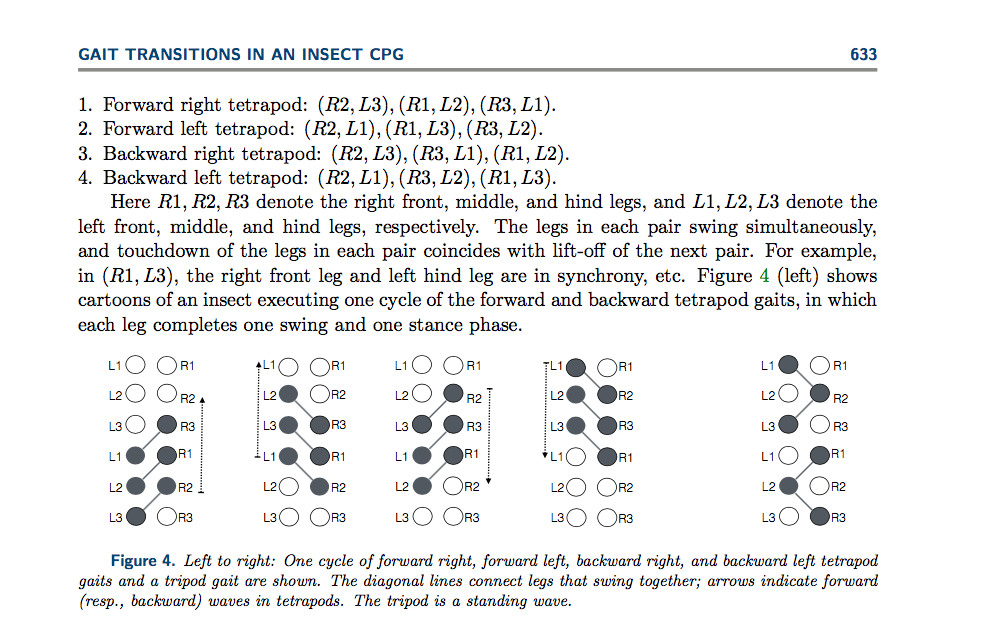 GAIT TRANSITIONS IN AN INSECT CPG 633
1. Forward right tetrapod: (R2, L3), (R1, L2), (R3, L1).
2. Forward left tetrapod: (R2, L1), (R1, L3), (R3, L2).
3. Backward right tetrapod: (R2, L3), (R3, L1), (R1, L2).
4. Backward left tetrapod: (R2, L1), (R3, L2), (R1, L3).
Here R1, R2, R3 denote the right front, middle, and hind legs, and L1, L2, L3 denote the
left front, middle, and hind legs, respectively. The legs in each pair swing simultaneously,
and touchdown of the legs in each pair coincides with lift-off of the next pair. For example,
in (R1, L3), the right front leg and left hind leg are in synchrony, etc. Figure 4 (left) shows
cartoons of an insect executing one cycle of the forward and backward tetrapod gaits, in which
each leg completes one swing and one stance phase.
L1 R1 L1 R1 L1 R1 L1 R1 L1 R1
L2 R2 L2 R2 L2 R2 L2 R2 L2 R2
L3 R3 L3 R3 L3 R3 L3 R3 L3 R3
L1 R1 L1 R1 L1 R1 L1 R1 L1 R1
L2 R2 L2 R2 L2 R2 L2 R2 L2 R2
L3 R3 L3 R3 L3 R3 L3 R3 L3 R3
Figure 4. Left to right: One cycle of forward right, forward left, backward right, and backward left tetrapod
gaits and a tripod gait are shown. The diagonal lines connect legs that swing together; arrows indicate forward
(resp., backward) waves in tetrapods. The tripod is a standing wave.